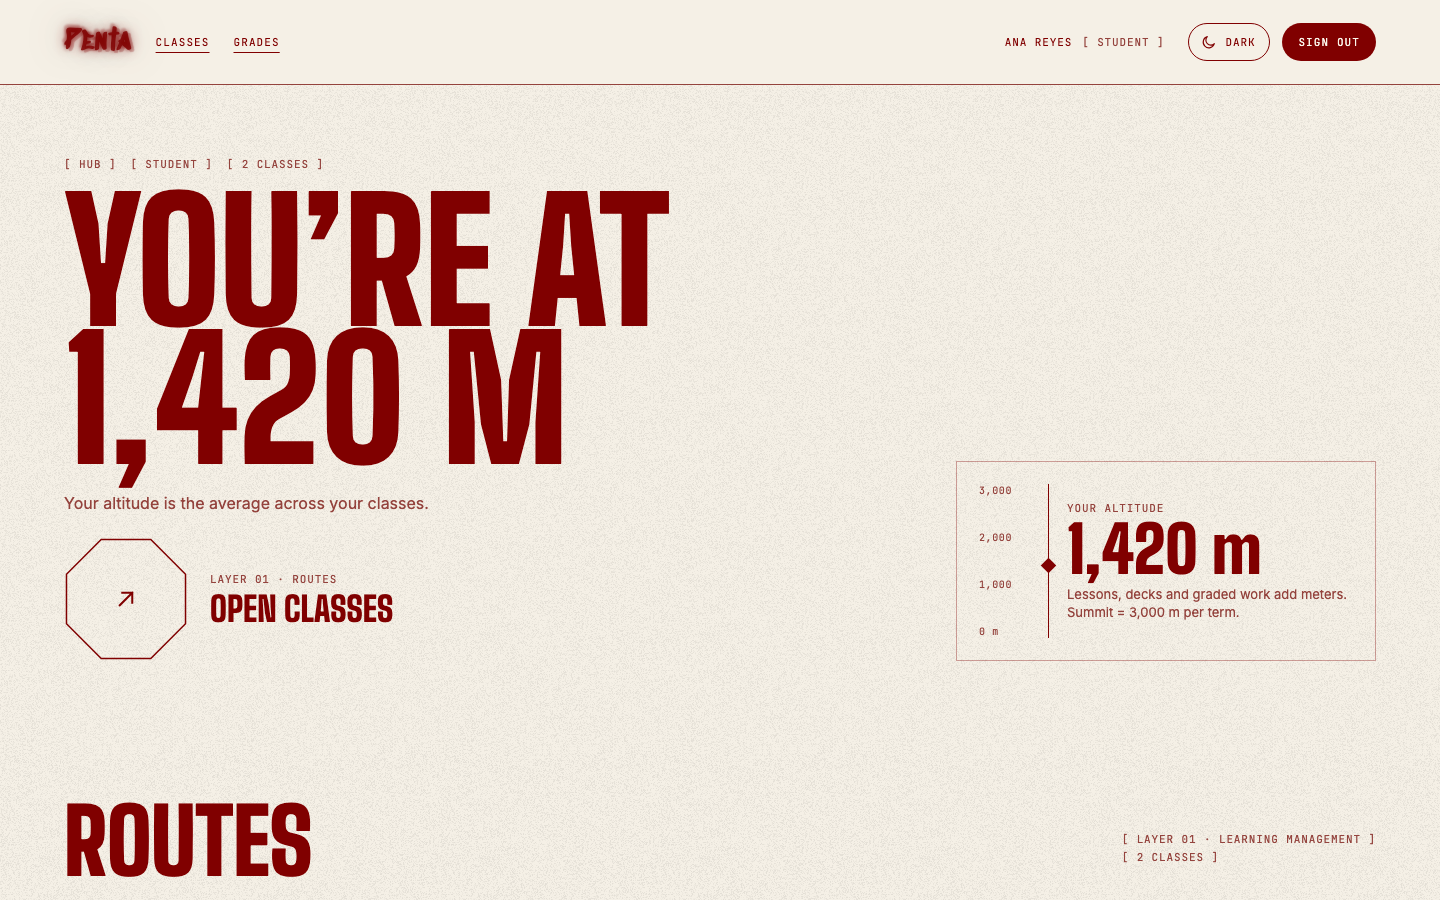 PENTA
CLASSES
GRADES
ANA REYES [ STUDENT ]
DARK
SIGN OUT
[ HUB ] [ STUDENT ] [ 2 CLASSES ]
YOU’RE AT
1,420 M
Your altitude is the average across your classes.
LAYER 01 · ROUTES
OPEN CLASSES
3,000
2,000
1,000
0 m
YOUR ALTITUDE
1,420 m
Lessons, decks and graded work add meters.
Summit = 3,000 m per term.
ROUTES
[ LAYER 01 · LEARNING MANAGEMENT ]
[ 2 CLASSES ]